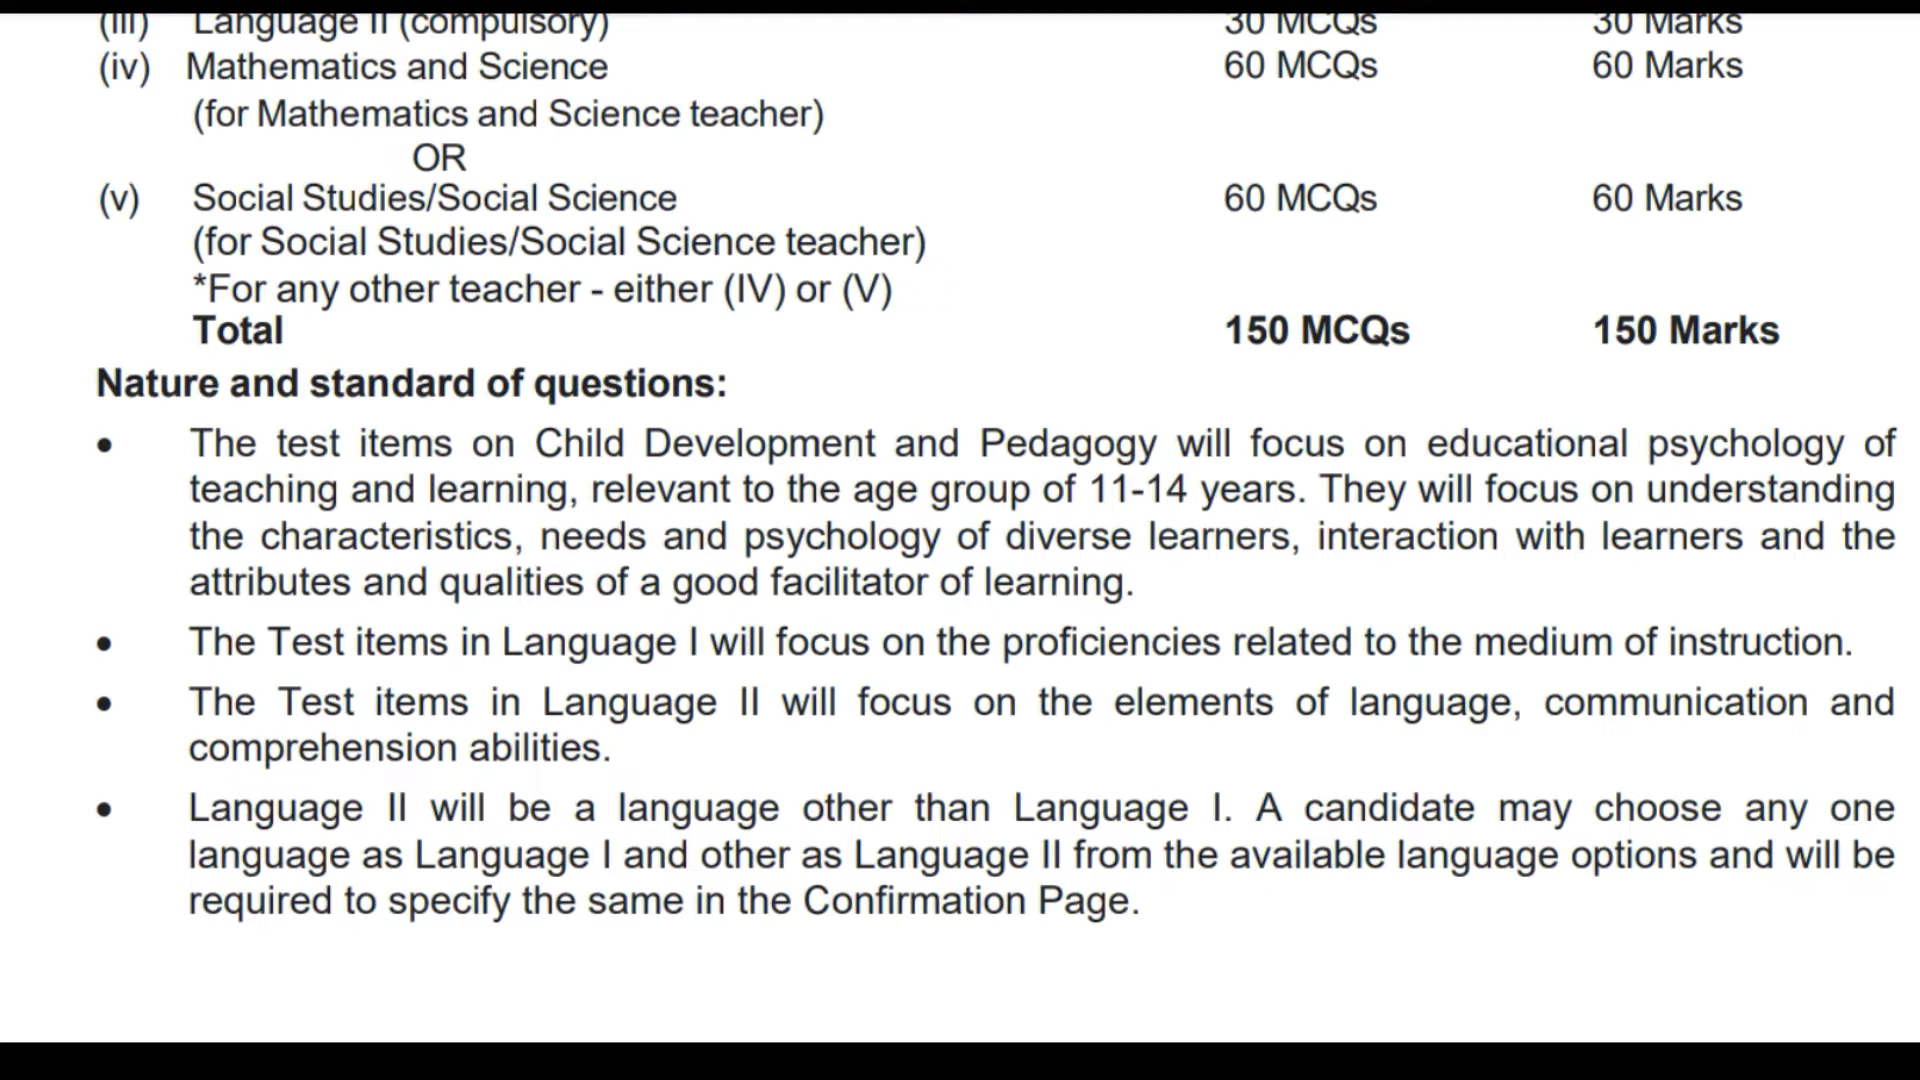 (iii) Language II (compulsory) 30 MCQs 30 Marks
(iv) Mathematics and Science 60 MCQs 60 Marks
(for Mathematics and Science teacher)
OR
(v) Social Studies/Social Science 60 MCQs 60 Marks
(for Social Studies/Social Science teacher)
*For any other teacher - either (IV) or (V)
Total 150 MCQs 150 Marks
Nature and standard of questions:
• The test items on Child Development and Pedagogy will focus on educational psychology of
teaching and learning, relevant to the age group of 11-14 years. They will focus on understanding
the characteristics, needs and psychology of diverse learners, interaction with learners and the
attributes and qualities of a good facilitator of learning.
• The Test items in Language I will focus on the proficiencies related to the medium of instruction.
• The Test items in Language II will focus on the elements of language, communication and
comprehension abilities.
• Language II will be a language other than Language I. A candidate may choose any one
language as Language I and other as Language II from the available language options and will be
required to specify the same in the Confirmation Page.